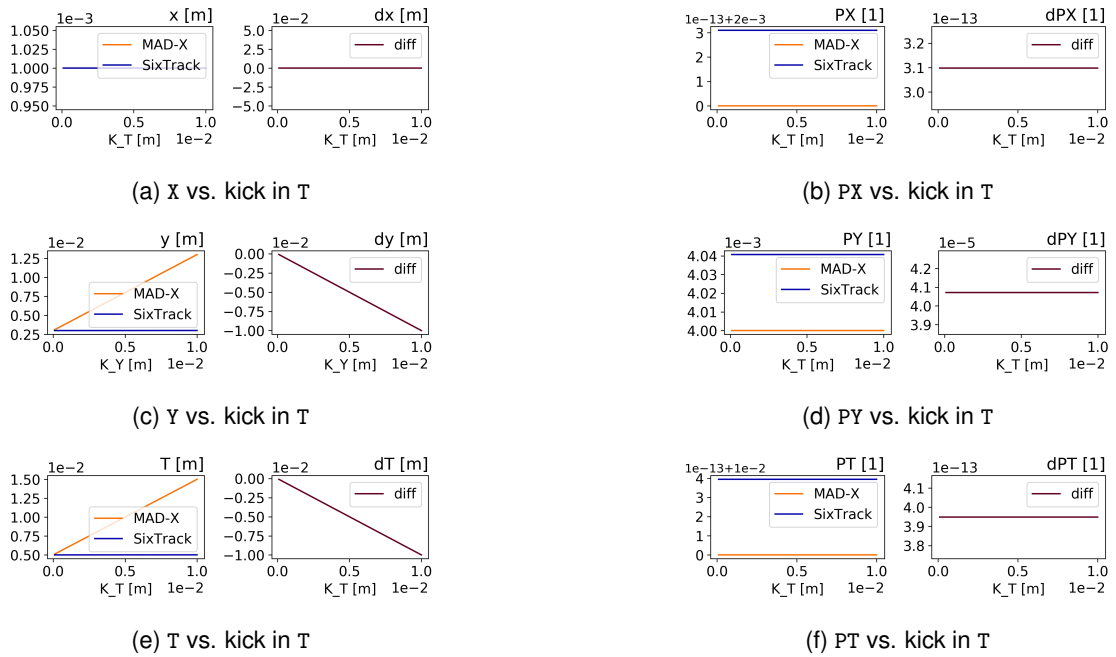 1e−3 x [m]
1.050
1.025
1.000
0.975
0.950
MAD-X
SixTrack
0.0 0.5 1.0
K_T [m] 1e−2
1e−2 dx [m]
5.0
2.5
0.0
−2.5
−5.0
diff
0.0 0.5 1.0
K_T [m] 1e−2
(a) X vs. kick in T
1e−13+2e−3 PX [1]
3
2
1
0
MAD-X
SixTrack
0.0 0.5 1.0
K_T [m] 1e−2
1e−13 dPX [1]
3.2
3.1
3.0
diff
0.0 0.5 1.0
K_T [m] 1e−2
(b) PX vs. kick in T
1e−2 y [m]
1.25
1.00
0.75
0.50
0.25
MAD-X
SixTrack
0.0 0.5 1.0
K_Y [m] 1e−2
1e−2 dy [m]
0.00
−0.25
−0.50
−0.75
−1.00
diff
0.0 0.5 1.0
K_Y [m] 1e−2
(c) Y vs. kick in T
1e−3 PY [1]
4.04
4.03
4.02
4.01
4.00
MAD-X
SixTrack
0.0 0.5 1.0
K_T [m] 1e−2
1e−5 dPY [1]
4.2
4.1
4.0
3.9
diff
0.0 0.5 1.0
K_T [m] 1e−2
(d) PY vs. kick in T
1e−2 T [m]
1.50
1.25
1.00
0.75
0.50
MAD-X
SixTrack
0.0 0.5 1.0
K_T [m] 1e−2
1e−2 dT [m]
0.00
−0.25
−0.50
−0.75
−1.00
diff
0.0 0.5 1.0
K_T [m] 1e−2
(e) T vs. kick in T
1e−13+1e−2 PT [1]
4
3
2
1
0
MAD-X
SixTrack
0.0 0.5 1.0
K_T [m] 1e−2
1e−13 dPT [1]
4.1
4.0
3.9
3.8
diff
0.0 0.5 1.0
K_T [m] 1e−2
(f) PT vs. kick in T